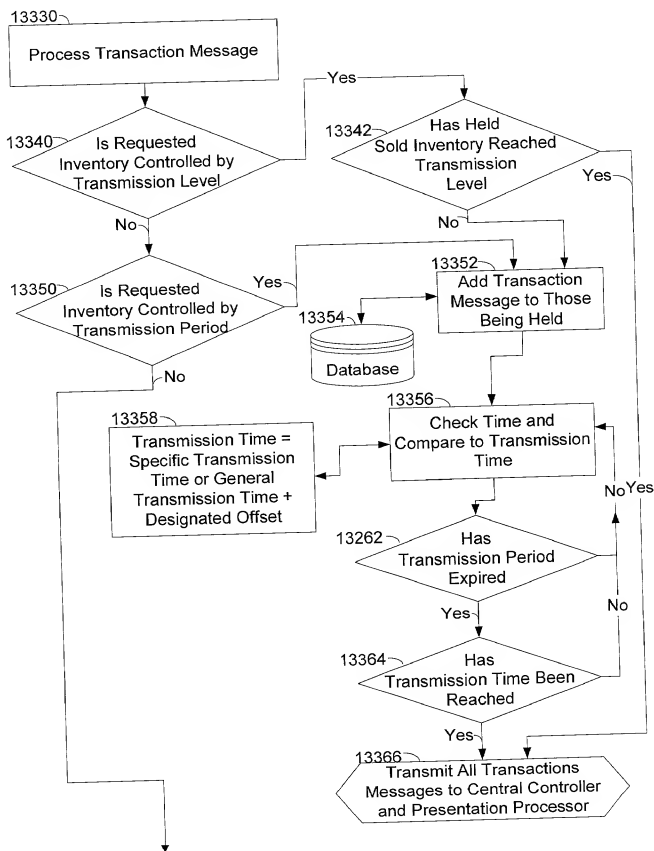 13330
Process Transaction Message
Yes
13340
Is Requested
Inventory Controlled by
Transmission Level
13342
Has Held
Sold Inventory Reached
Transmission
Level
Yes
No
No
13350
Is Requested
Inventory Controlled by
Transmission Period
Yes
13352
Add Transaction
Message to Those
Being Held
13354
Database
No
13356
Check Time and
Compare to Transmission
Time
13358
Transmission Time =
Specific Transmission
Time or General
Transmission Time +
Designated Offset
No
Yes
13262
Has
Transmission Period
Expired
No
Yes
13364
Has
Transmission Time Been
Reached
Yes
13366
Transmit All Transactions
Messages to Central Controller
and Presentation Processor